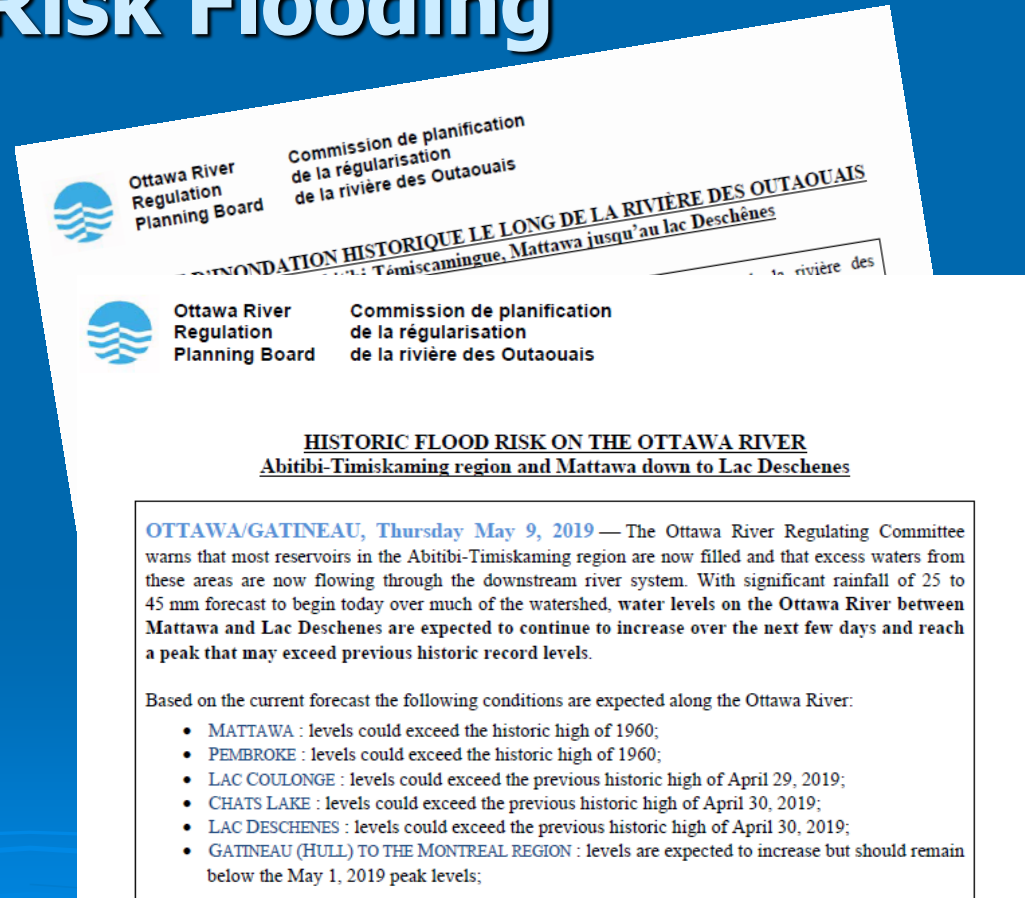 Risk Flooding
Ottawa River
Regulation
Planning Board
Commission de planification
de la régularisation
de la rivière des Outaouais
D'INONDATION HISTORIQUE LE LONG DE LA RIVIÈRE DES OUTAOUAIS
Témiscamingue, Mattawa jusqu'au lac Deschênes
rivière des
Ottawa River
Regulation
Planning Board
Commission de planification
de la régularisation
de la rivière des Outaouais
HISTORIC FLOOD RISK ON THE OTTAWA RIVER
Abitibi-Timiskaming region and Mattawa down to Lac Deschenes
OTTAWA/GATINEAU, Thursday May 9, 2019 — The Ottawa River Regulating Committee
warns that most reservoirs in the Abitibi-Timiskaming region are now filled and that excess waters from
these areas are now flowing through the downstream river system. With significant rainfall of 25 to
45 mm forecast to begin today over much of the watershed, water levels on the Ottawa River between
Mattawa and Lac Deschenes are expected to continue to increase over the next few days and reach
a peak that may exceed previous historic record levels.
Based on the current forecast the following conditions are expected along the Ottawa River:
• MATTAWA : levels could exceed the historic high of 1960;
• PEMBROKE : levels could exceed the historic high of 1960;
• LAC COULONGE : levels could exceed the previous historic high of April 29, 2019;
• CHATS LAKE : levels could exceed the previous historic high of April 30, 2019;
• LAC DESCHENES : levels could exceed the previous historic high of April 30, 2019;
• GATINEAU (HULL) TO THE MONTREAL REGION : levels are expected to increase but should remain
below the May 1, 2019 peak levels;